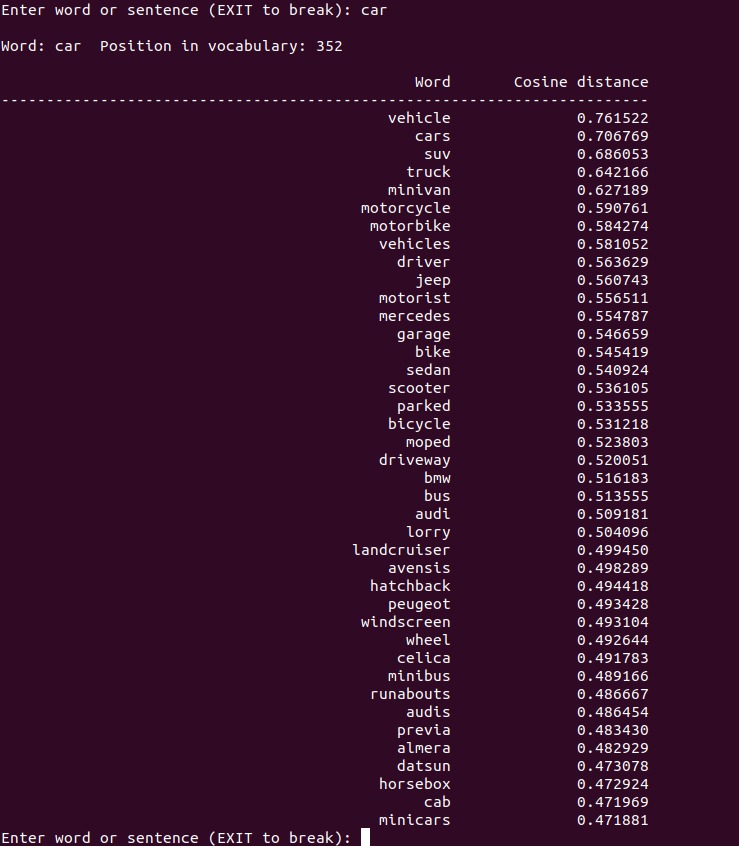 Enter word or sentence (EXIT to break): car
Word: car  Position in vocabulary: 352
Word       Cosine distance
------------------------------------------------------------------------
vehicle              0.761522
cars              0.706769
suv              0.686053
truck              0.642166
minivan              0.627189
motorcycle              0.590761
motorbike              0.584274
vehicles              0.581052
driver              0.563629
jeep              0.560743
motorist              0.556511
mercedes              0.554787
garage              0.546659
bike              0.545419
sedan              0.540924
scooter              0.536105
parked              0.533555
bicycle              0.531218
moped              0.523803
driveway              0.520051
bmw              0.516183
bus              0.513555
audi              0.509181
lorry              0.504096
landcruiser              0.499450
avensis              0.498289
hatchback              0.494418
peugeot              0.493428
windscreen              0.493104
wheel              0.492644
celica              0.491783
minibus              0.489166
runabouts              0.486667
audis              0.486454
previa              0.483430
almera              0.482929
datsun              0.473078
horsebox              0.472924
cab              0.471969
minicars              0.471881
Enter word or sentence (EXIT to break):